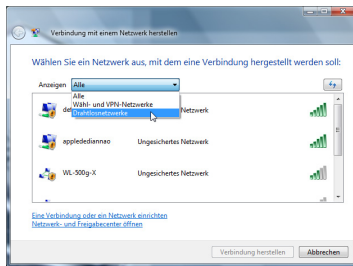 Verbindung mit einem Netzwerk herstellen
Wählen Sie ein Netzwerk aus, mit dem eine Verbindung hergestellt werden soll:
Anzeigen Alle
Alle
Wähl- und VPN-Netzwerke
Drahtlosnetzwerke
de Netzwerk
appledediannao Ungesichertes Netzwerk
WL-500g-X Ungesichertes Netzwerk
Eine Verbindung oder ein Netzwerk einrichten
Netzwerk- und Freigabecenter öffnen
Verbindung herstellen Abbrechen